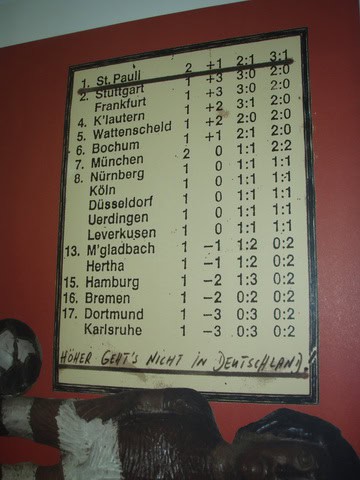 1. St. Pauli 2 +1 2:1 3:1
2. Stuttgart 1 +3 3:0 2:0
Frankfurt 1 +3 3:0 2:0
4. K'lautern 1 +2 3:1 2:0
5. Wattenscheid 1 +2 2:0 2:0
6. Bochum 1 +1 2:1 2:0
7. München 2 0 1:1 2:2
8. Nürnberg 1 0 1:1 1:1
Köln 1 0 1:1 1:1
Düsseldorf 1 0 1:1 1:1
Uerdingen 1 0 1:1 1:1
Leverkusen 1 0 1:1 1:1
13. M'gladbach 1 −1 1:2 0:2
Hertha 1 −1 1:2 0:2
15. Hamburg 1 −2 1:3 0:2
16. Bremen 1 −2 0:2 0:2
17. Dortmund 1 −3 0:3 0:2
Karlsruhe 1 −3 0:3 0:2
HÖHER GEHT'S NICHT IN DEUTSCHLAND!